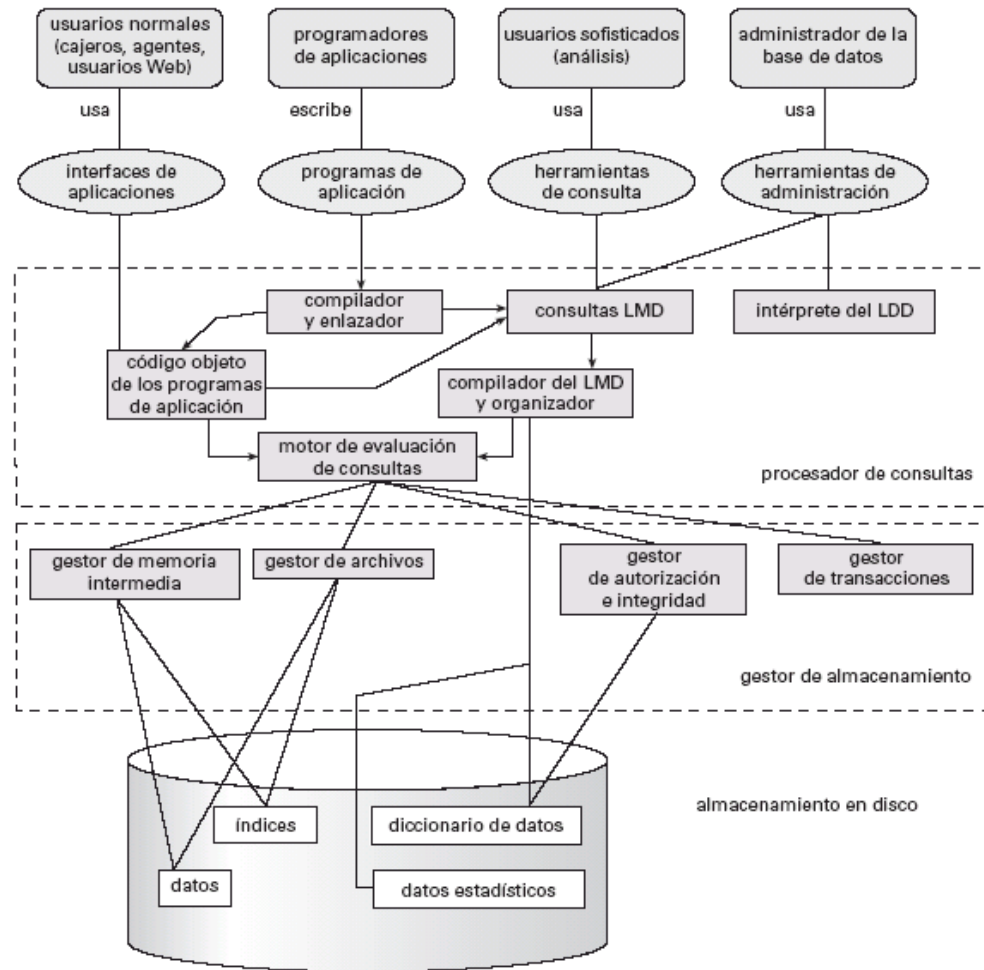 usuarios normales
(cajeros, agentes,
usuarios Web)
programadores
de aplicaciones
usuarios sofisticados
(análisis)
administrador de la
base de datos
usa
escribe
usa
usa
interfaces de
aplicaciones
programas de
aplicación
herramientas
de consulta
herramientas de
administración
compilador
y enlazador
consultas LMD
intérprete del LDD
código objeto
de los programas
de aplicación
compilador del LMD
y organizador
motor de evaluación
de consultas
procesador de consultas
gestor de memoria
intermedia
gestor de archivos
gestor
de autorización
e integridad
gestor
de transacciones
gestor de almacenamiento
almacenamiento en disco
índices
diccionario de datos
datos
datos estadísticos